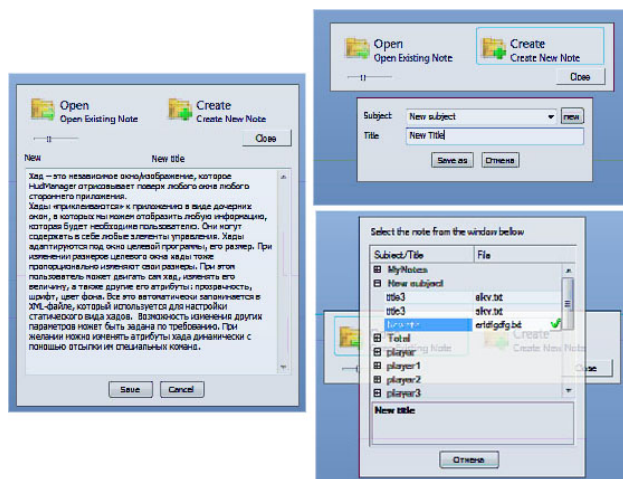 Open
Open Existing Note
Create
Create New Note
Close
New
New title
Хад – это независимое окно/изображение, которое
HudManager отрисовывает поверх любого окна любого
стороннего приложения.
Хады «приклеиваются» к приложению в виде дочерних
окон, в которых мы можем отобразить любую информацию,
которая будет необходима пользователю. Они могут
содержать в себе любые элементы управления. Хады
адаптируются под окно целевой программы, его размер. При
изменении размеров целевого окна хады тоже
пропорционально изменяют свои размеры. При этом
пользователь может двигать сам хад, изменять его
величину, а также другие его атрибуты: прозрачность,
шрифт, цвет фона. Все это автоматически запоминается в
XML-файле, который используется для настройки
статического вида хадов. Возможность изменения других
параметров может быть задана по требованию. При
желании можно изменять атрибуты хада динамически с
помощью отсылки им специальных команд.
Save
Cancel
Open
Open Existing Note
Create
Create New Note
Close
Subject
New subject
new
Title
New Title
Save as
Отмена
Select the note from the window bellow
Subject/Title
File
MyNotes
New subject
title3
title3
Total
player
player1
player2
player3
Create
Create New Note
Existing Note
New title
Отмена